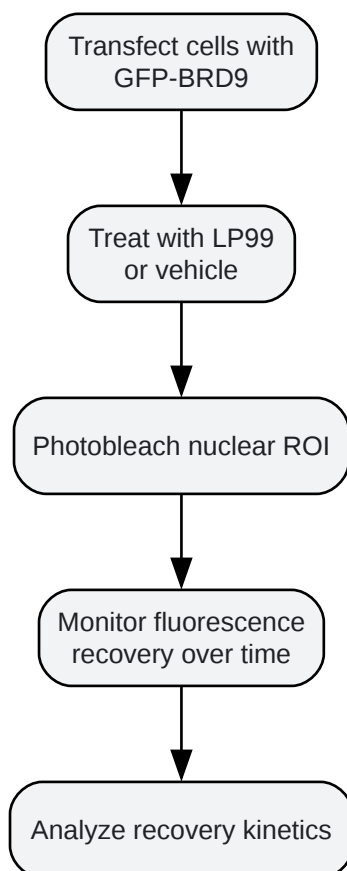 Transfect cells with
GFP-BRD9
Treat with LP99
or vehicle
Photobleach nuclear ROI
Monitor fluorescence
recovery over time
Analyze recovery kinetics